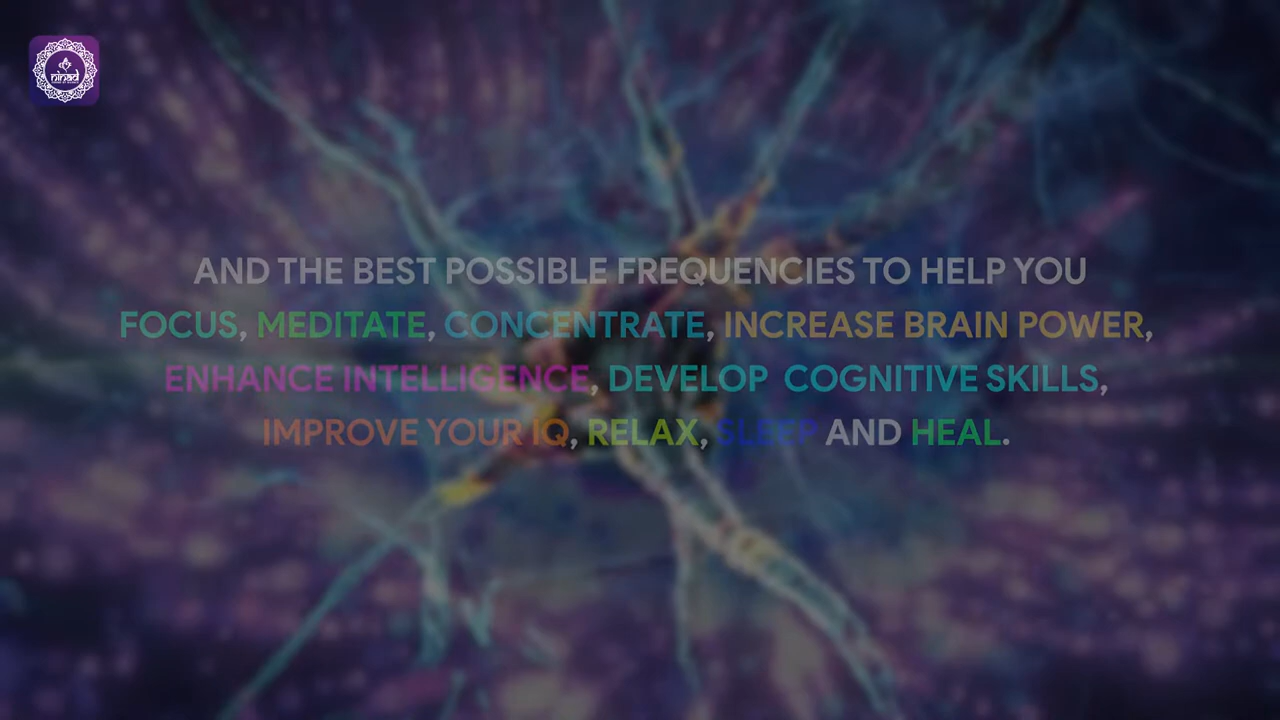 ninad
AND THE BEST POSSIBLE FREQUENCIES TO HELP YOU
FOCUS, MEDITATE, CONCENTRATE, INCREASE BRAIN POWER,
ENHANCE INTELLIGENCE, DEVELOP COGNITIVE SKILLS,
IMPROVE YOUR IQ, RELAX, SLEEP AND HEAL.